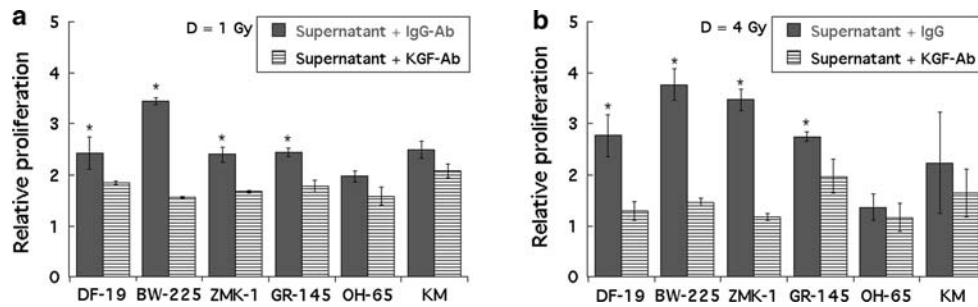 a
D = 1 Gy
Supernatant + IgG-Ab
Supernatant + KGF-Ab
Relative proliferation
5
4
3
2
1
0
*
*
*
*
DF-19 BW-225 ZMK-1 GR-145 OH-65 KM
b
D = 4 Gy
Supernatant + IgG
Supernatant + KGF-Ab
Relative proliferation
5
4
3
2
1
0
*
*
*
*
DF-19 BW-225 ZMK-1 GR-145 OH-65 KM